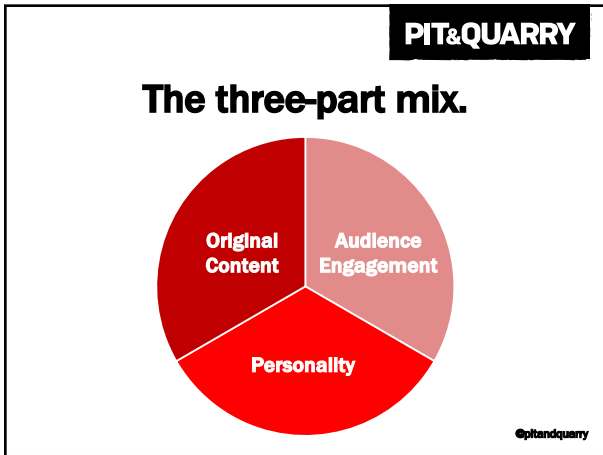 PIT&QUARRY
The three-part mix.
Original
Content
Audience
Engagement
Personality
@pitandquarry